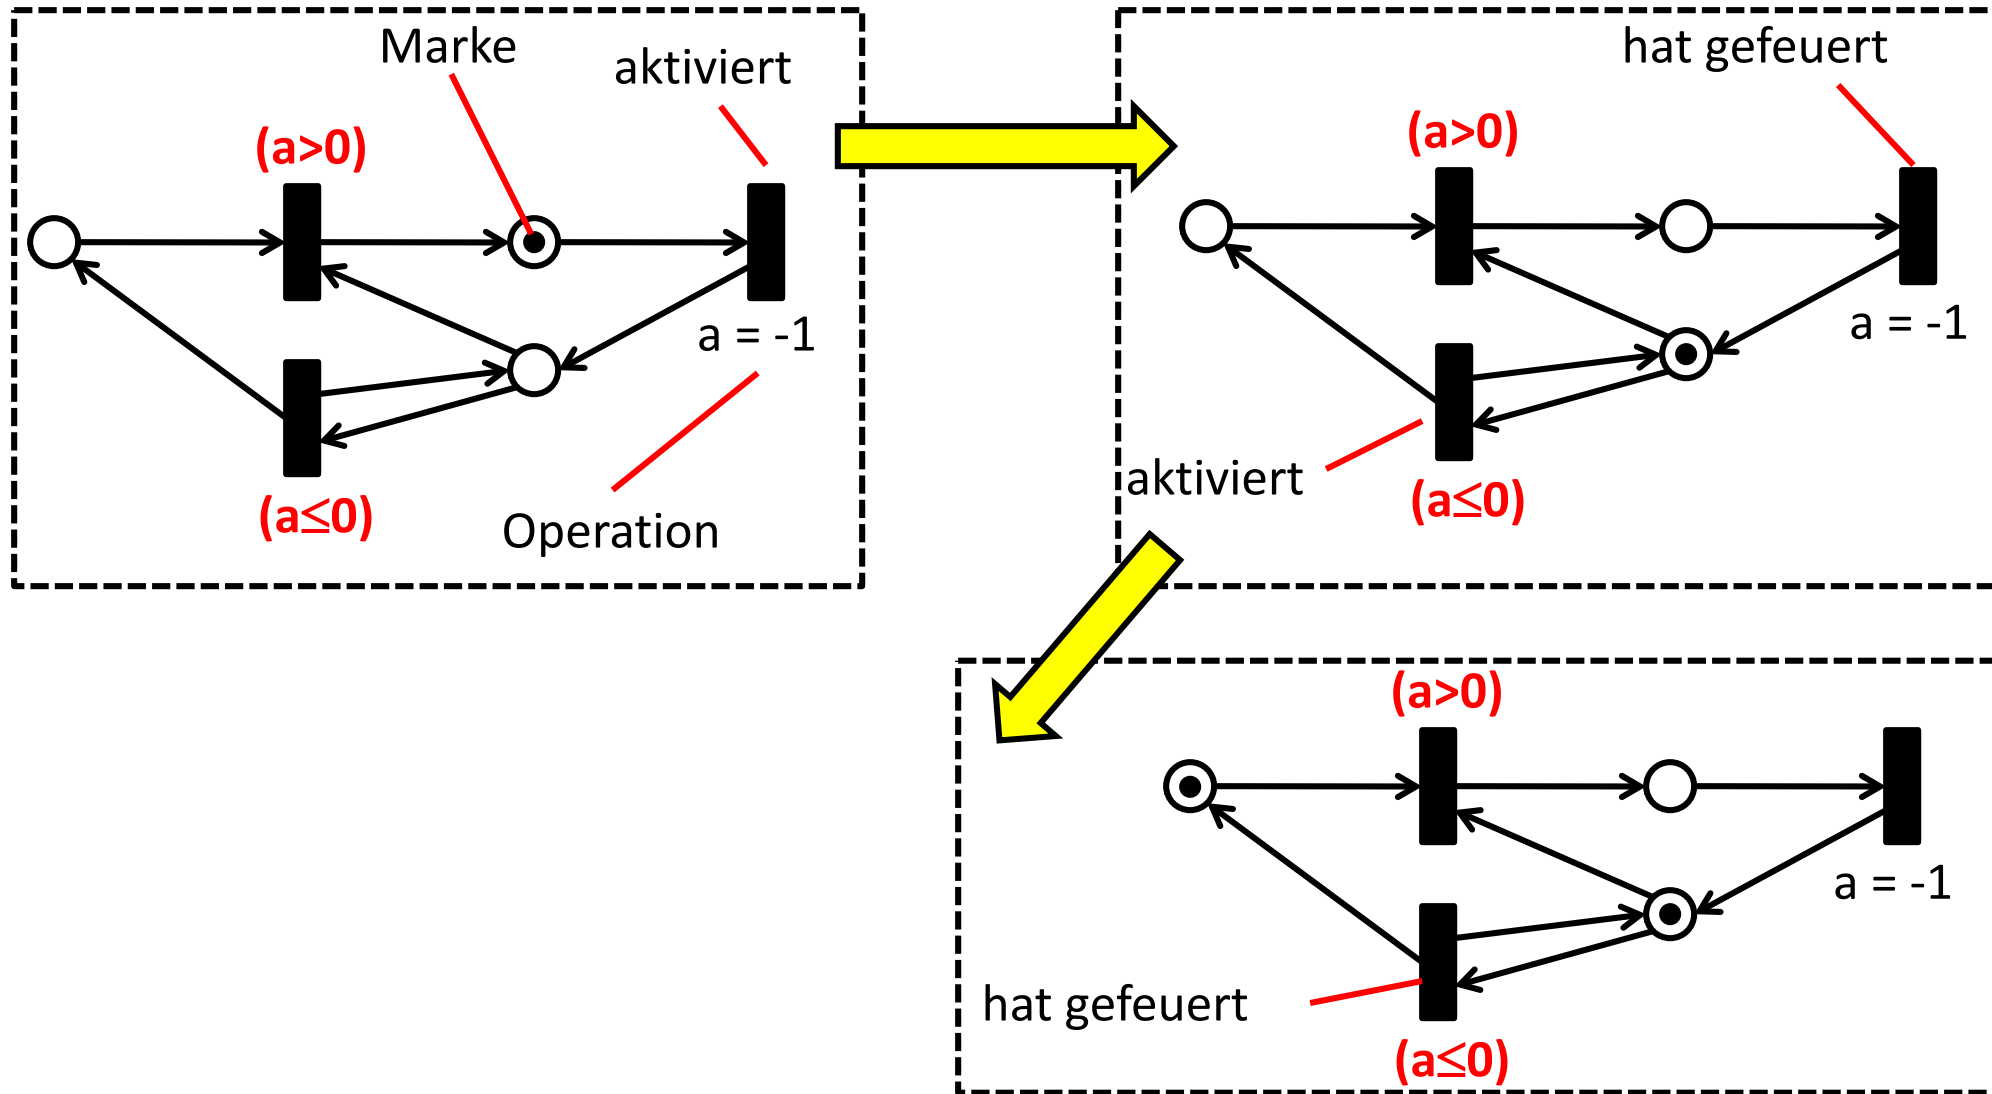 Marke
aktiviert
(a>0)
a = -1
(a≤0)
Operation
hat gefeuert
(a>0)
a = -1
aktiviert
(a≤0)
(a>0)
a = -1
hat gefeuert
(a≤0)